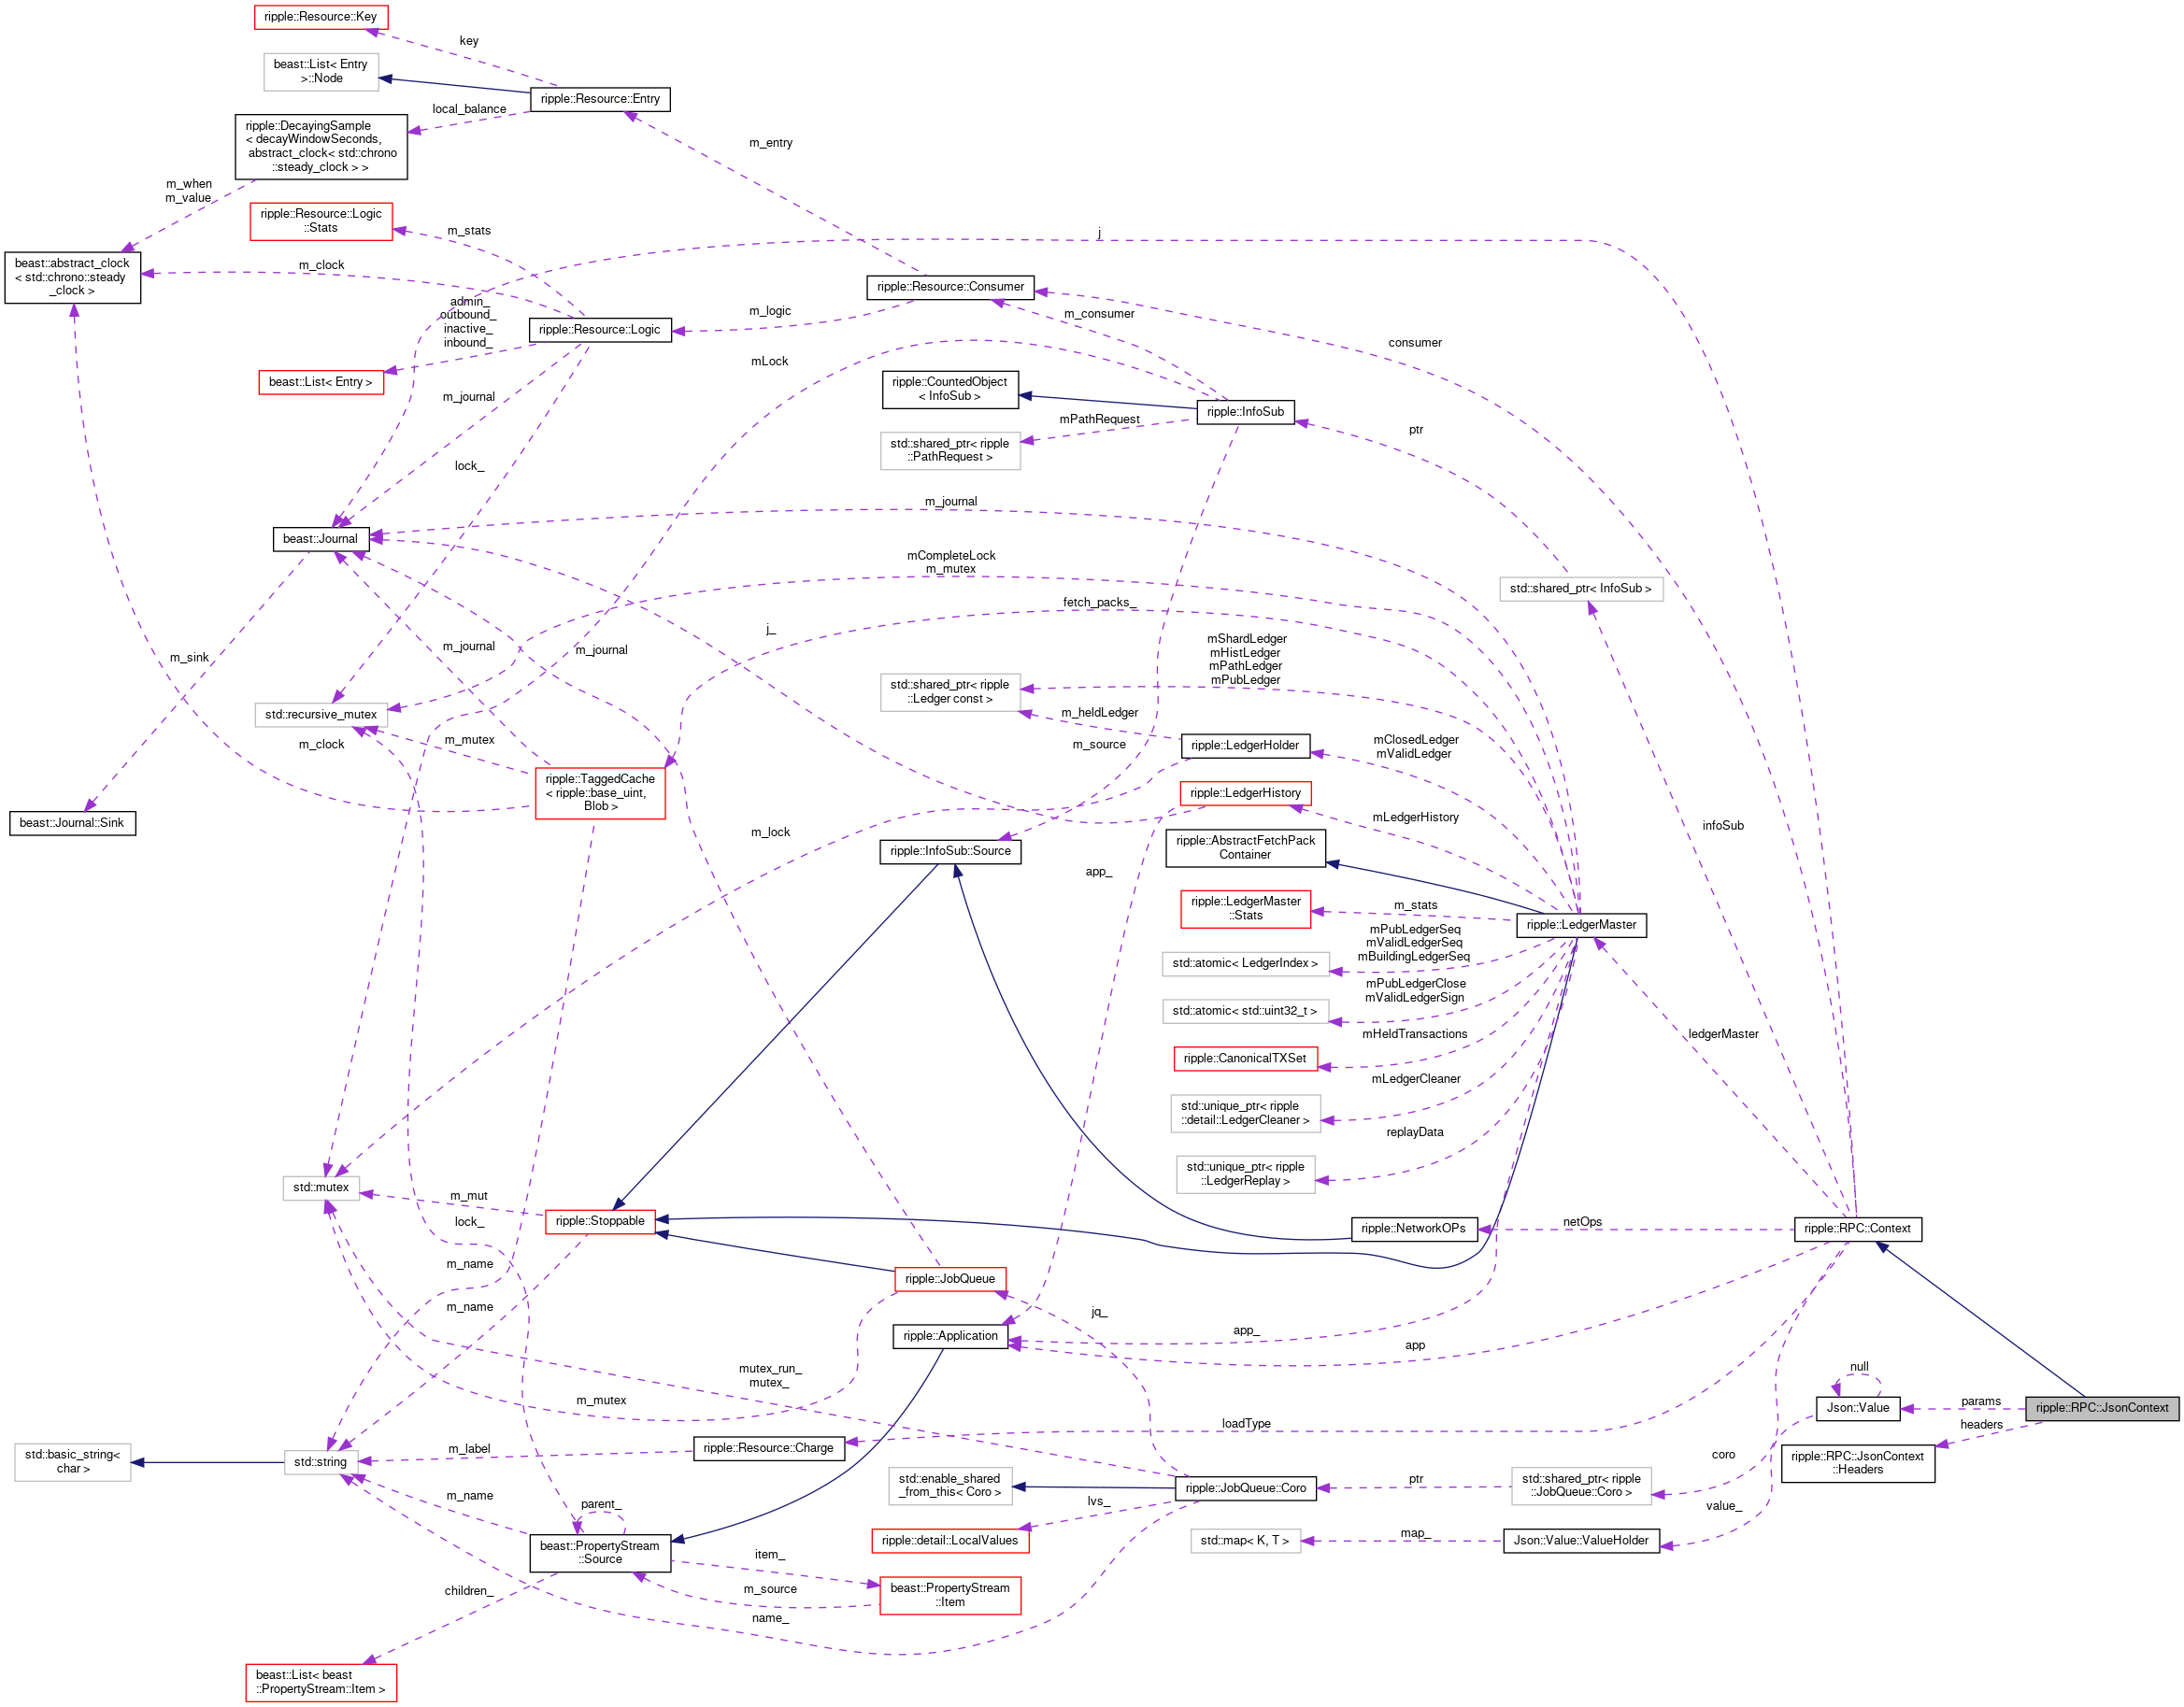 ripple::Resource::Key
key
beast::List< Entry
>::Node
ripple::Resource::Entry
local_balance
ripple::DecayingSample
< decayWindowSeconds,
abstract_clock< std::chrono
::steady_clock > >
m_entry
m_when
m_value
ripple::Resource::Logic
::Stats
m_stats
j
beast::abstract_clock
< std::chrono::steady
_clock >
m_clock
ripple::Resource::Consumer
admin_
outbound_
inactive_
inbound_
ripple::Resource::Logic
m_logic
m_consumer
consumer
mLock
beast::List< Entry >
ripple::CountedObject
< InfoSub >
m_journal
ripple::InfoSub
mPathRequest
ptr
std::shared_ptr< ripple
::PathRequest >
lock_
m_journal
beast::Journal
mCompleteLock
m_mutex
std::shared_ptr< InfoSub >
fetch_packs_
j_
m_sink
m_journal
m_journal
mShardLedger
mHistLedger
mPathLedger
mPubLedger
std::shared_ptr< ripple
::Ledger const >
std::recursive_mutex
m_heldLedger
m_clock
m_mutex
m_source
ripple::LedgerHolder
mClosedLedger
mValidLedger
ripple::TaggedCache
< ripple::base_uint,
Blob >
ripple::LedgerHistory
beast::Journal::Sink
m_lock
mLedgerHistory
infoSub
ripple::AbstractFetchPack
Container
ripple::InfoSub::Source
app_
ripple::LedgerMaster
::Stats
m_stats
ripple::LedgerMaster
mPubLedgerSeq
mValidLedgerSeq
mBuildingLedgerSeq
std::atomic< LedgerIndex >
mPubLedgerClose
mValidLedgerSign
std::atomic< std::uint32_t >
mHeldTransactions
ledgerMaster
ripple::CanonicalTXSet
mLedgerCleaner
std::unique_ptr< ripple
::detail::LedgerCleaner >
replayData
std::unique_ptr< ripple
::LedgerReplay >
std::mutex
m_mut
lock_
ripple::Stoppable
ripple::NetworkOPs
netOps
ripple::RPC::Context
m_name
ripple::JobQueue
m_name
jq_
ripple::Application
app_
app
mutex_run_
mutex_
null
m_mutex
loadType
Json::Value
params
ripple::RPC::JsonContext
headers
std::basic_string<
char >
std::string
m_label
ripple::Resource::Charge
coro
ripple::RPC::JsonContext
::Headers
std::enable_shared
_from_this< Coro >
ripple::JobQueue::Coro
ptr
std::shared_ptr< ripple
::JobQueue::Coro >
m_name
parent_
lvs_
value_
ripple::detail::LocalValues
std::map< K, T >
map_
Json::Value::ValueHolder
beast::PropertyStream
::Source
item_
children_
m_source
beast::PropertyStream
::Item
name_
beast::List< beast
::PropertyStream::Item >